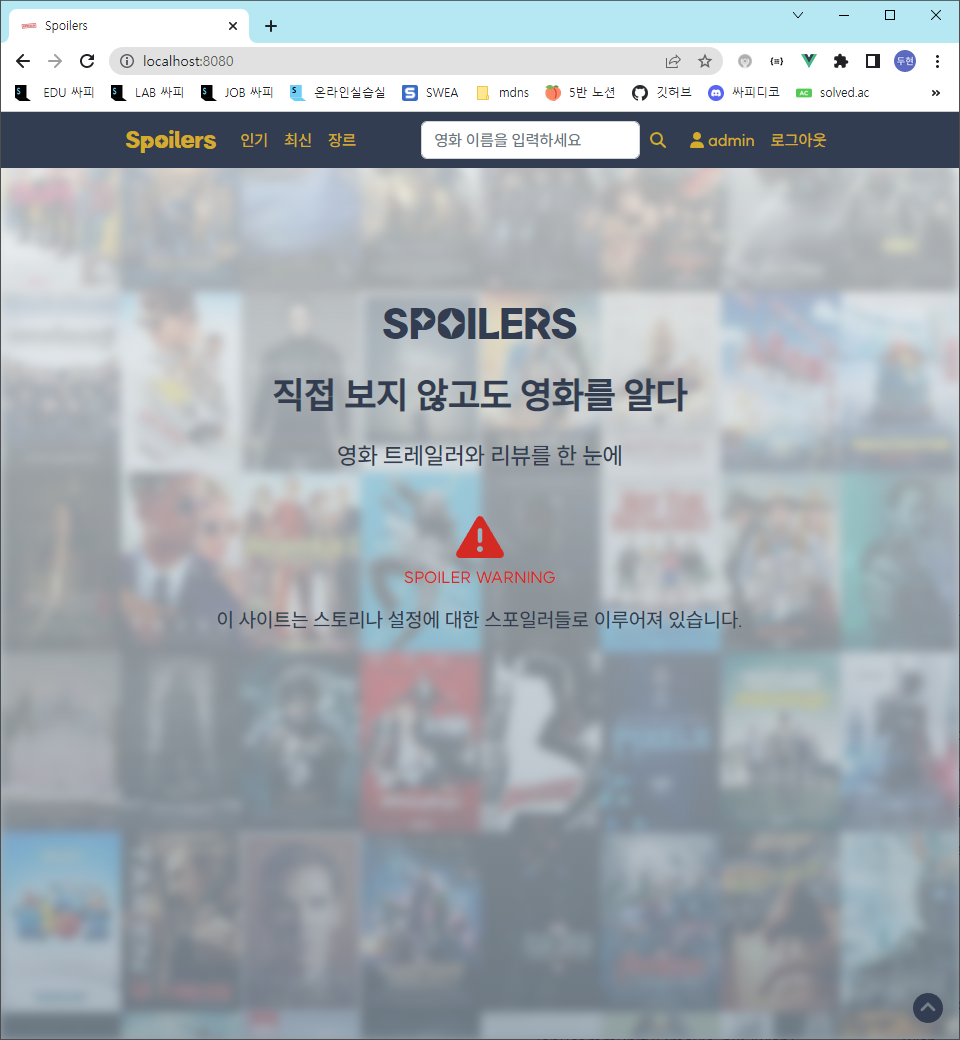 Spoilers
localhost:8080
두현
EDU 싸피
LAB 싸피
JOB 싸피
온라인실습실
SWEA
mdns
5반 노션
깃허브
싸피디코
solved.ac
Spoilers
인기
최신
장르
영화 이름을 입력하세요
admin
로그아웃
SPOILERS
직접 보지 않고도 영화를 알다
영화 트레일러와 리뷰를 한 눈에
SPOILER WARNING
이 사이트는 스토리나 설정에 대한 스포일러들로 이루어져 있습니다.
PIXELS